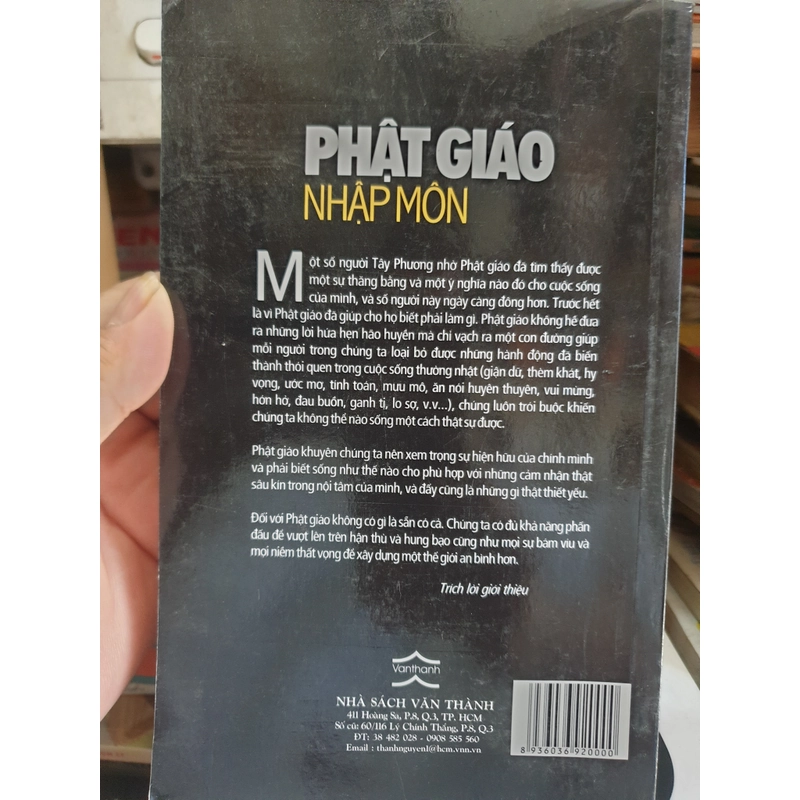 PHẬT GIÁO
NHẬP MÔN
Một số người Tây Phương nhờ Phật giáo đã tìm thấy được
một sự thăng bằng và một ý nghĩa nào đó cho cuộc sống
của mình, và số người này ngày càng đông hơn. Trước hết
là vì Phật giáo đã giúp cho họ biết phải làm gì. Phật giáo không hề đưa
ra những lời hứa hẹn hão huyền mà chỉ vạch ra một con đường giúp
mỗi người trong chúng ta loại bỏ được những hành động đã biến
thành thói quen trong cuộc sống thường nhật (giận dữ, thèm khát, hy
vọng, ước mơ, tính toán, mưu mô, ăn nói huyên thuyên, vui mừng,
hớn hở, đau buồn, ganh tị, lo sợ, v.v...), chúng luôn trói buộc khiến
chúng ta không thể nào sống một cách thật sự được.
Phật giáo khuyên chúng ta nên xem trọng sự hiện hữu của chính mình
và phải biết sống như thế nào cho phù hợp với những cảm nhận thật
sâu kín trong nội tâm của mình, và đấy cũng là những gì thật thiết yếu.
Đối với Phật giáo không có gì là sẵn có cả. Chúng ta có đủ khả năng phấn
đấu để vượt lên trên hận thù và hung bạo cũng như mọi sự bám víu và
mọi niềm thất vọng để xây dựng một thế giới an bình hơn.
Trích lời giới thiệu
Vanthanh
NHÀ SÁCH VĂN THÀNH
411 Hoàng Sa, P.8, Q.3, TP. HCM
Số cũ: 60/116 Lý Chính Thắng, P.8, Q.3
ĐT: 38 482 028 - 0908 585 560
Email : thanhnguyen1@hcm.vnn.vn
8 936036 920000